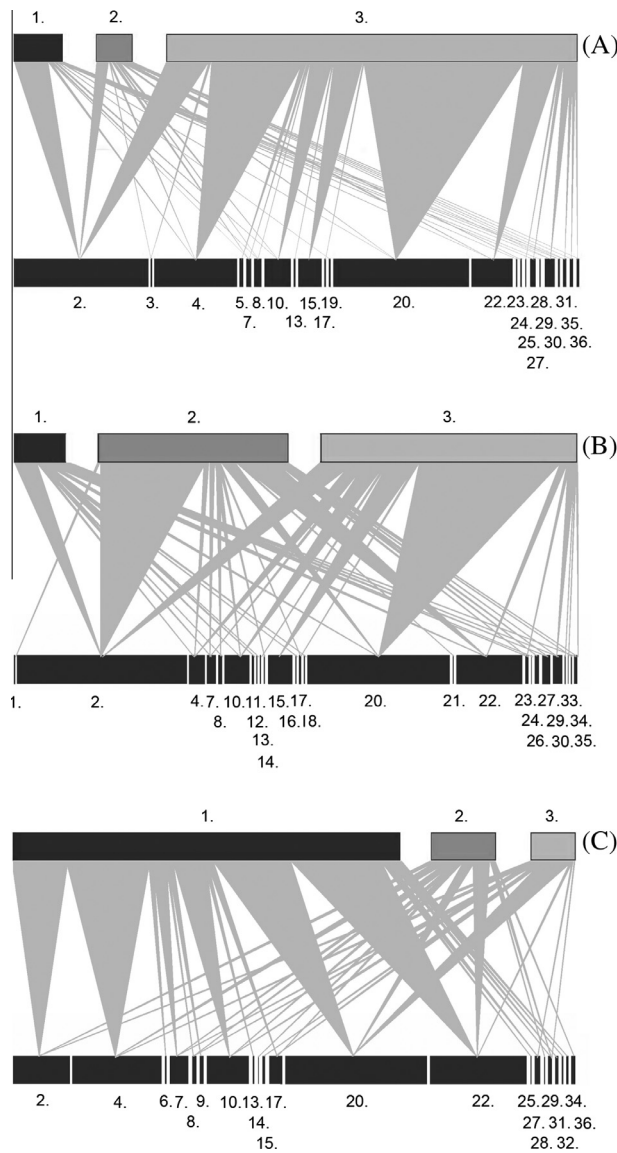 1. 2. 3. (A)
2. 3. 4. 5. 8. 10. 15. 19. 20. 22. 23. 28. 31.
7. 13. 17. 24. 29. 35.
25. 30. 36.
27.
1. 2. 3. (B)
1. 2. 4. 7. 10. 11. 15. 17. 20. 21. 22. 23. 27. 33.
8. 12. 16. 18. 24. 29. 34.
13. 26. 30. 35.
14.
1. 2. 3. (C)
2. 4. 6. 7. 9. 10. 13. 17. 20. 22. 25. 29. 34.
8. 14. 27. 31. 36.
15. 28. 32.